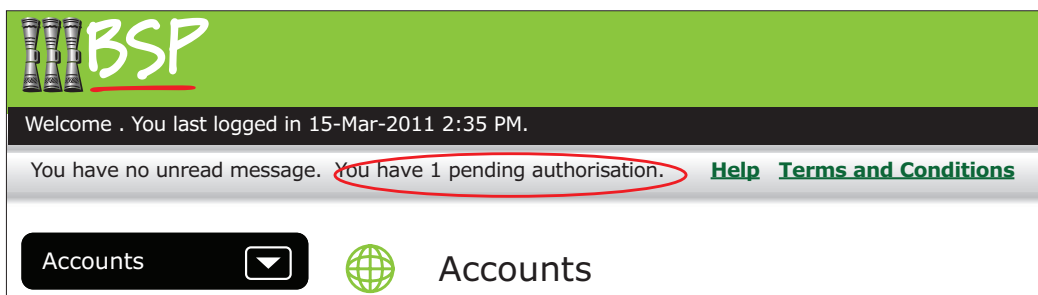 BSP
Welcome . You last logged in 15-Mar-2011 2:35 PM.
You have no unread message. You have 1 pending authorisation. Help Terms and Conditions
Accounts
Accounts